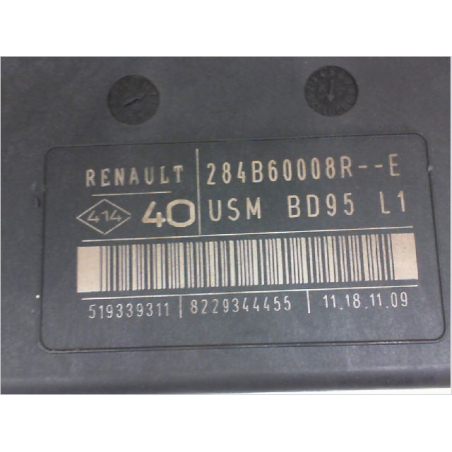 RENAULT 284B60008R--E
414 40 USM BD95 L1
519339311 8229344455 11.18.11.09